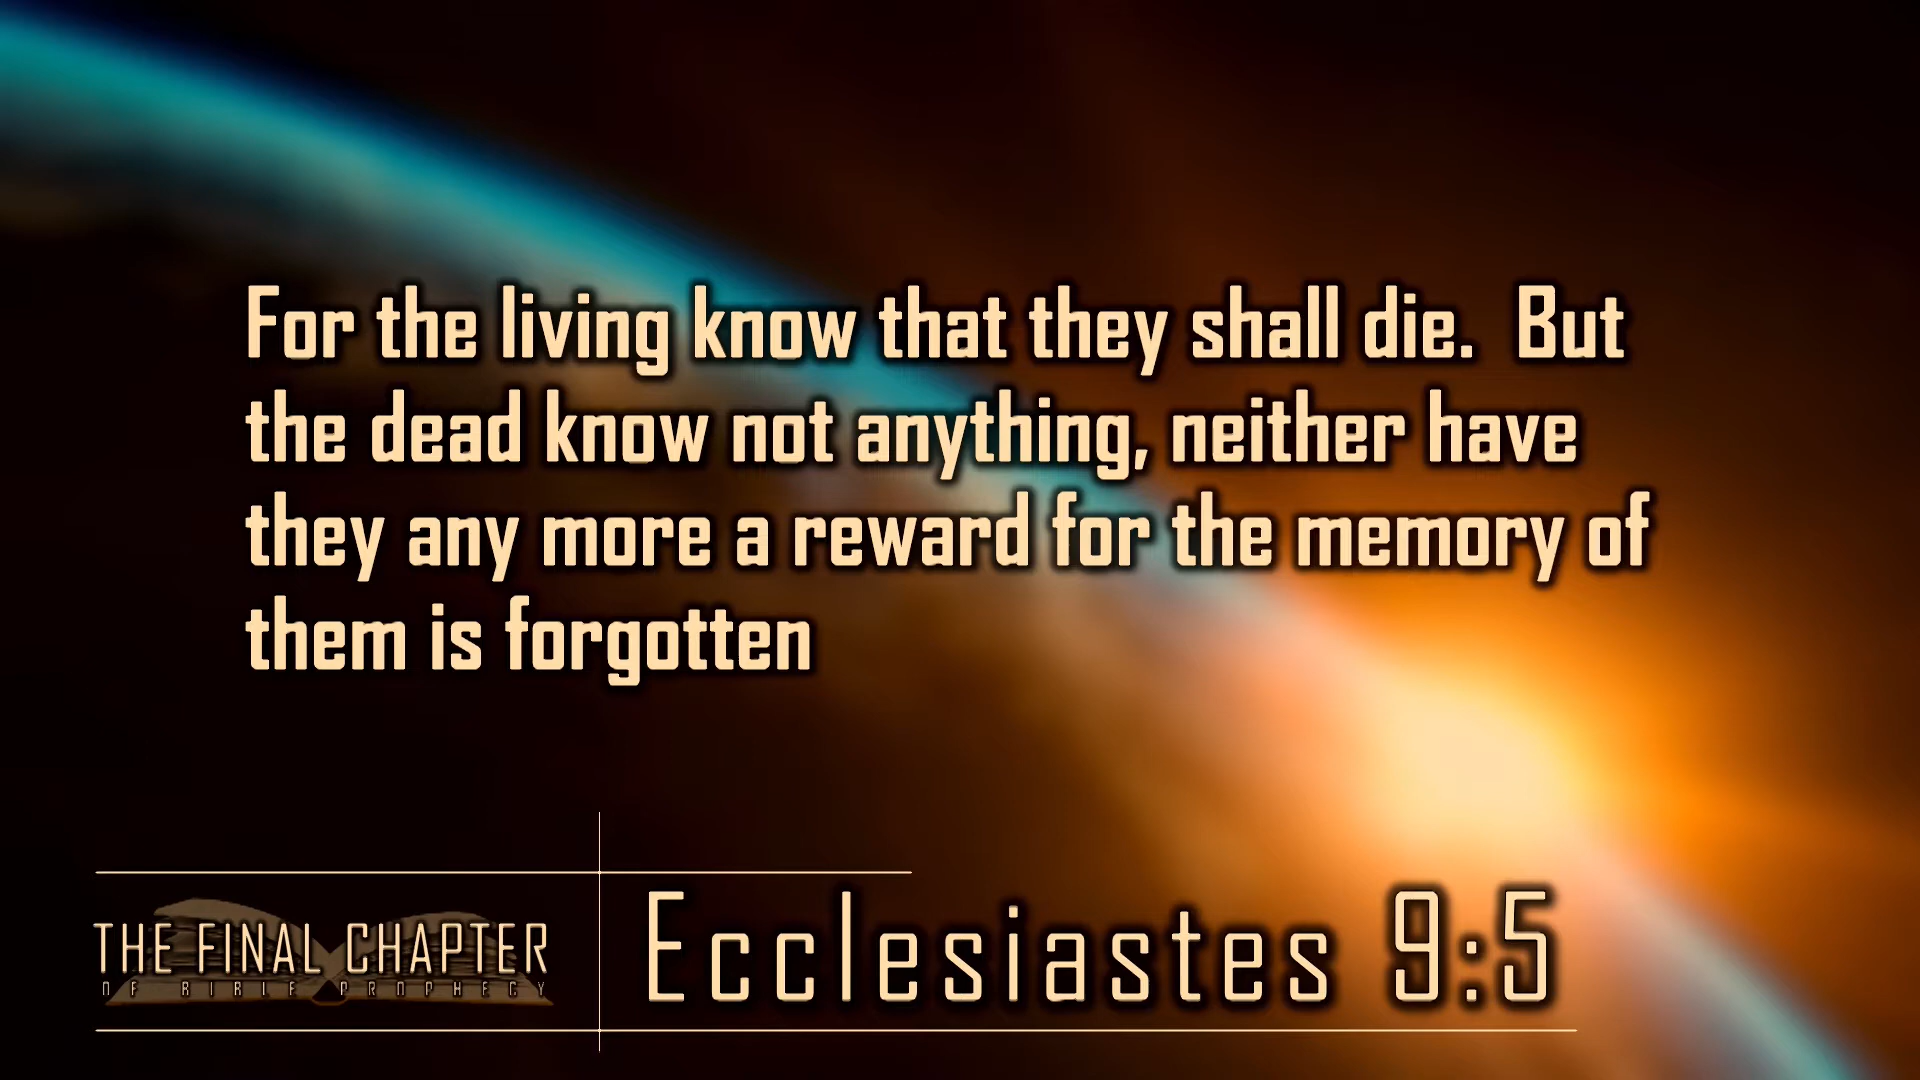 For the living know that they shall die.  But
the dead know not anything, neither have
they any more a reward for the memory of
them is forgotten
THE FINAL CHAPTER
OF BIBLE PROPHECY
Ecclesiastes 9:5